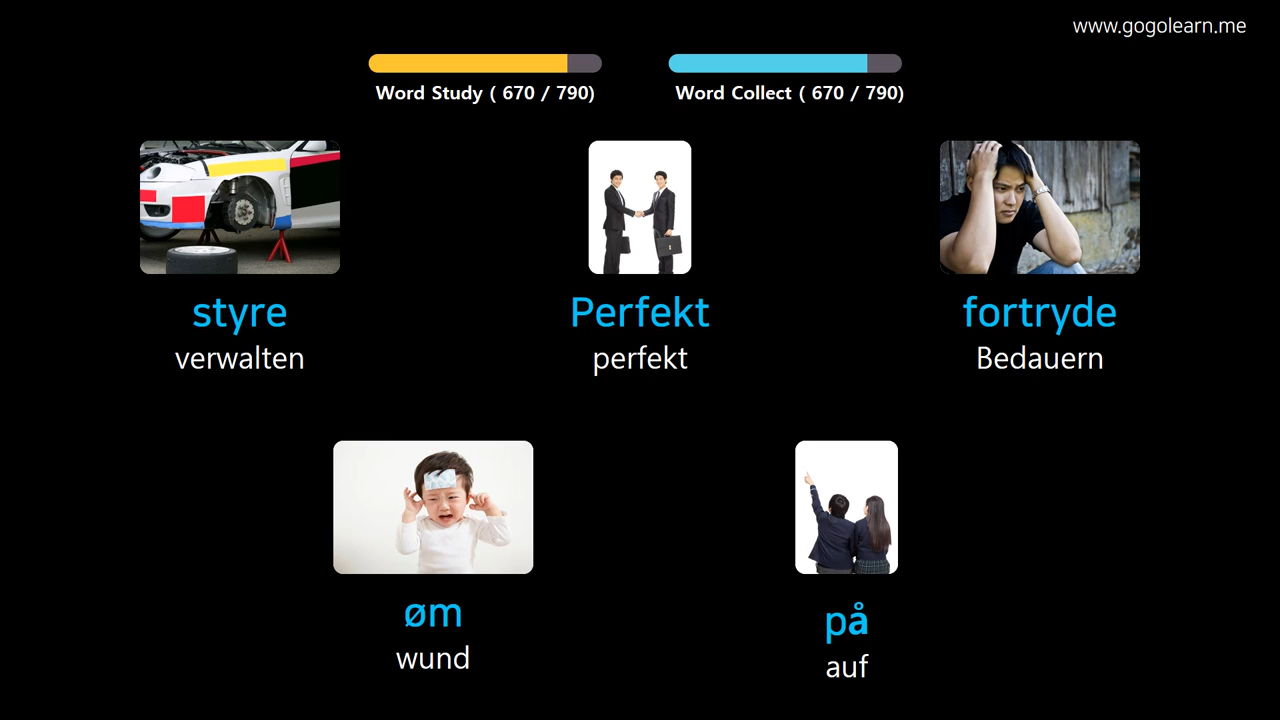 www.gogolearn.me
Word Study ( 670 / 790)
Word Collect ( 670 / 790)
styre
verwalten
Perfekt
perfekt
fortryde
Bedauern
øm
wund
på
auf